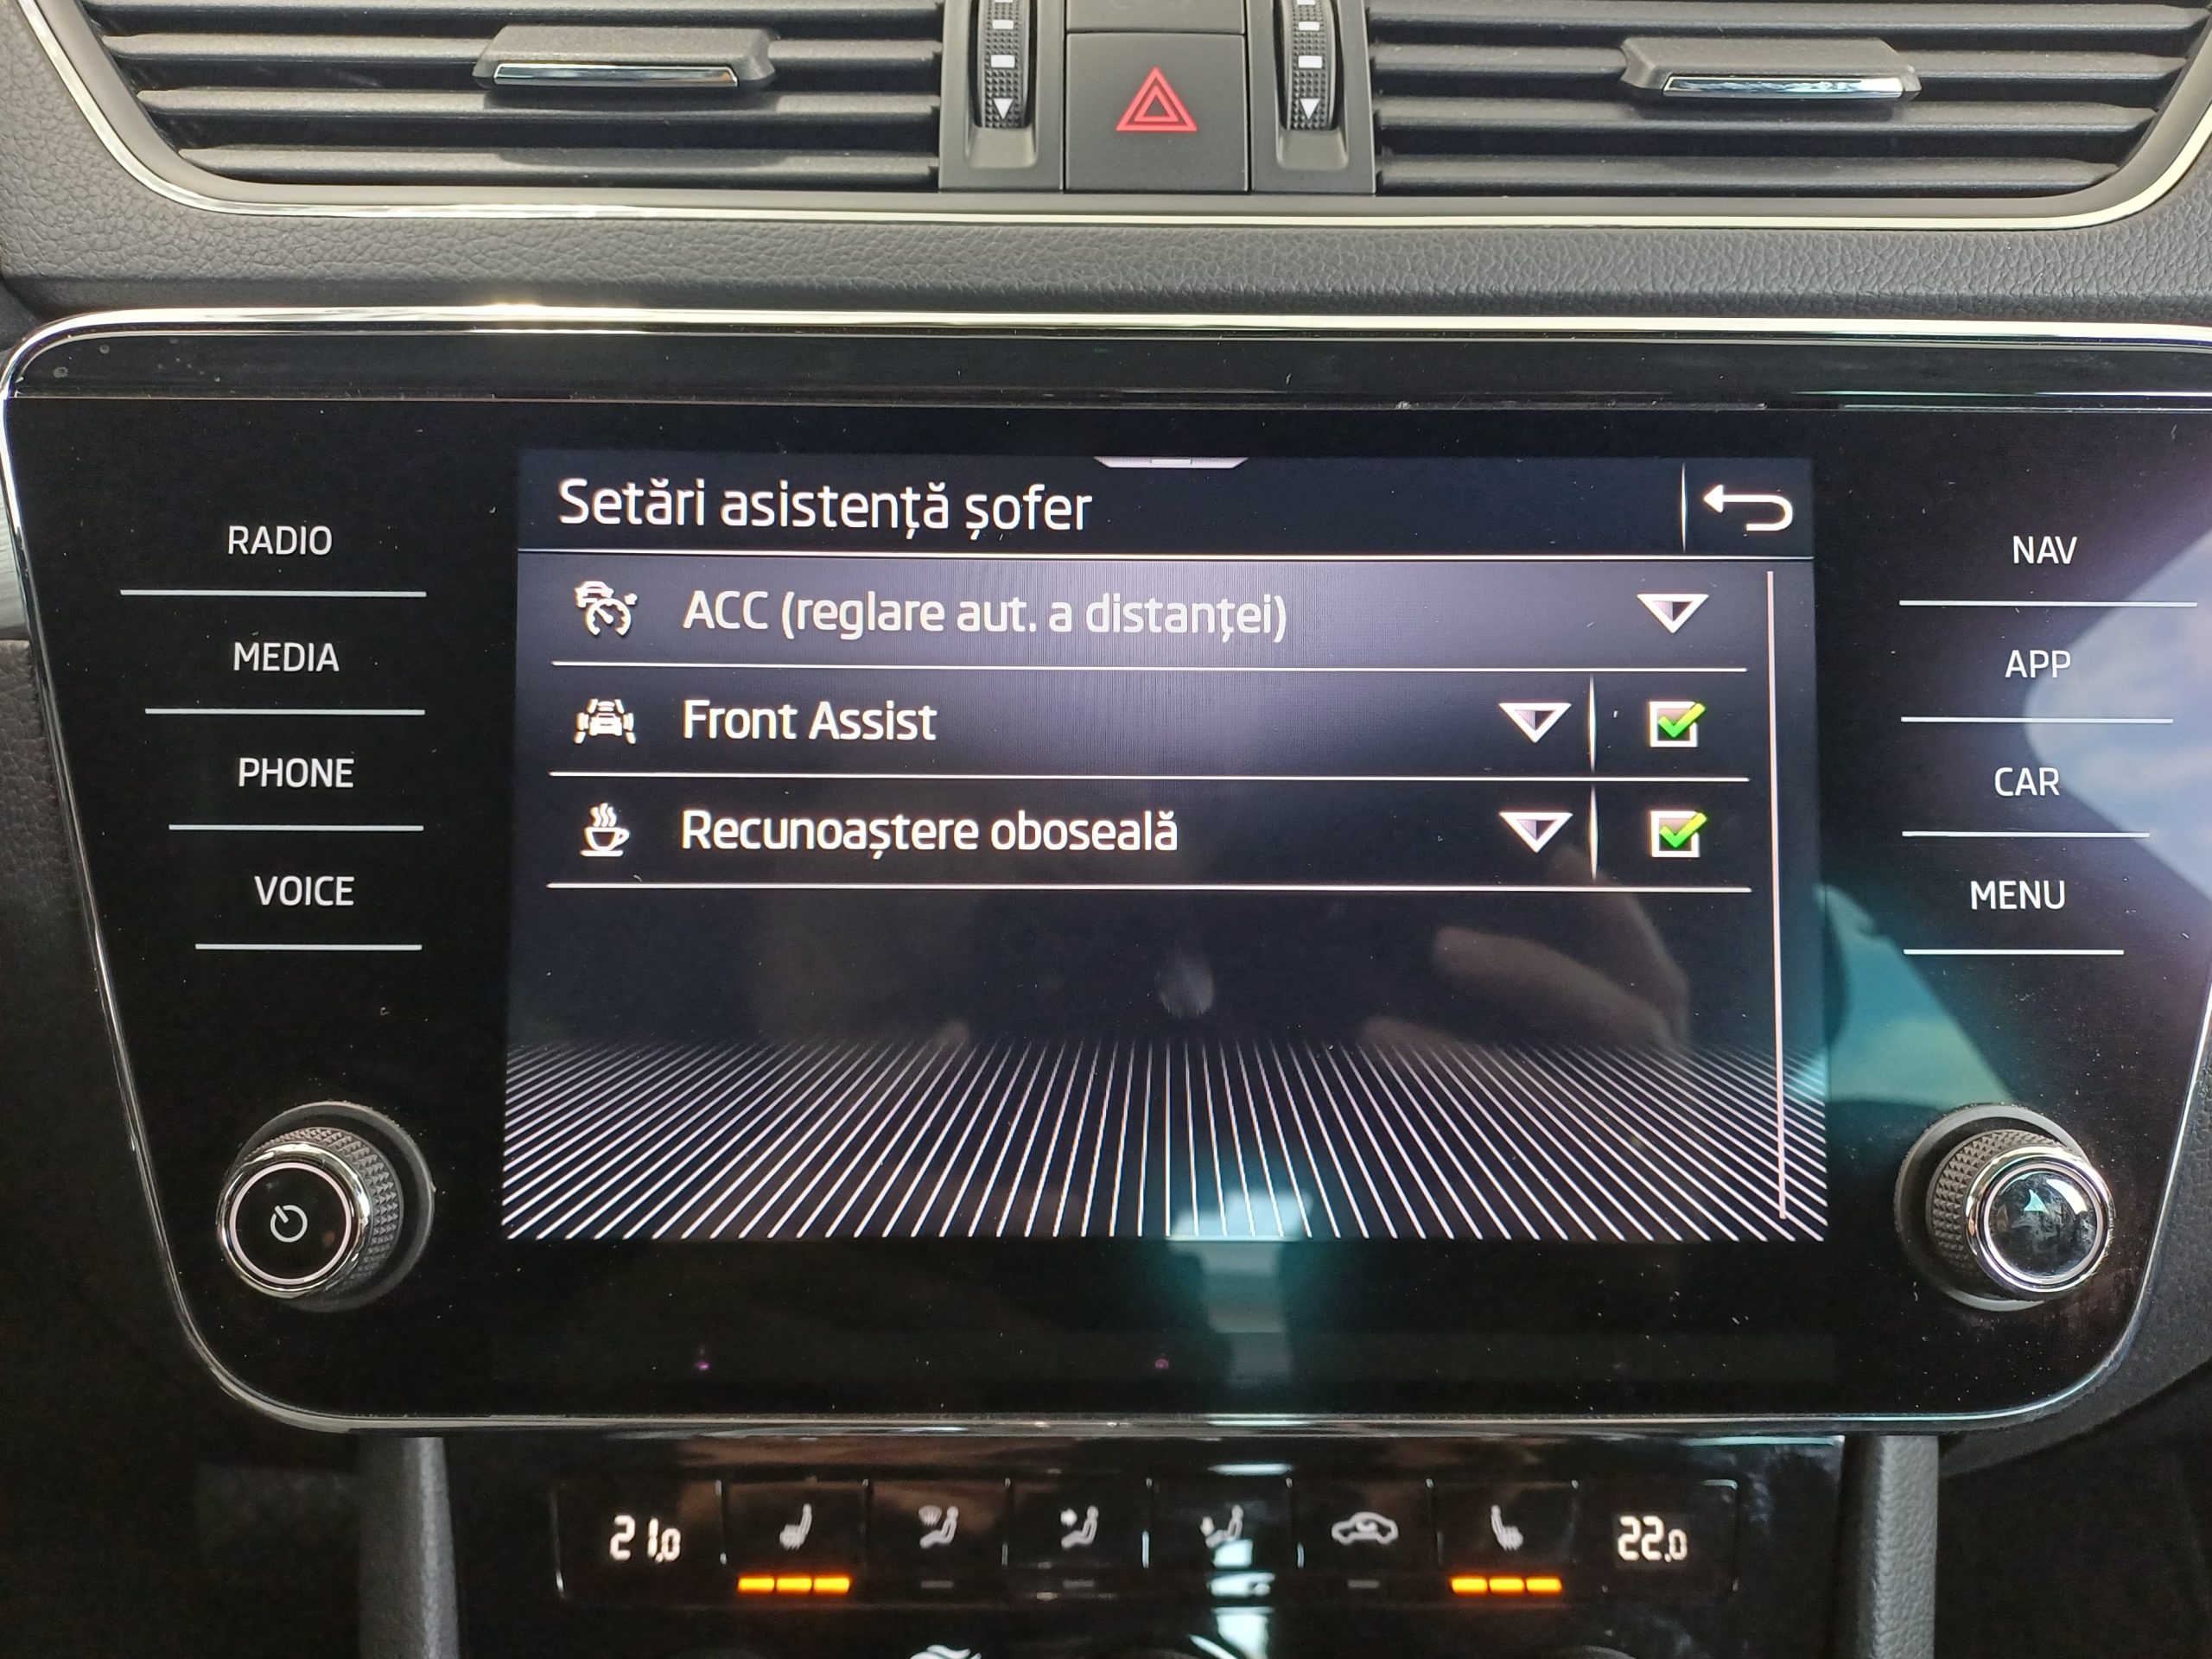 Setări asistență șofer
RADIO
MEDIA
PHONE
VOICE
ACC (reglare aut. a distanței)
Front Assist
Recunoaștere oboseală
NAV
APP
CAR
MENU
21.0
22.0